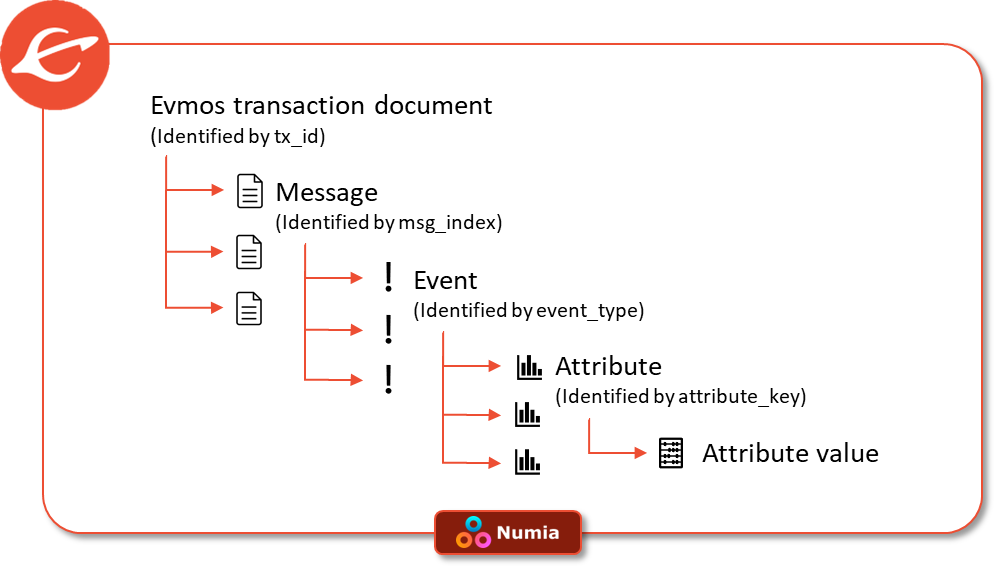 Evmos transaction document
(Identified by tx_id)
Message
(Identified by msg_index)
Event
(Identified by event_type)
Attribute
(Identified by attribute_key)
Attribute value
Numia